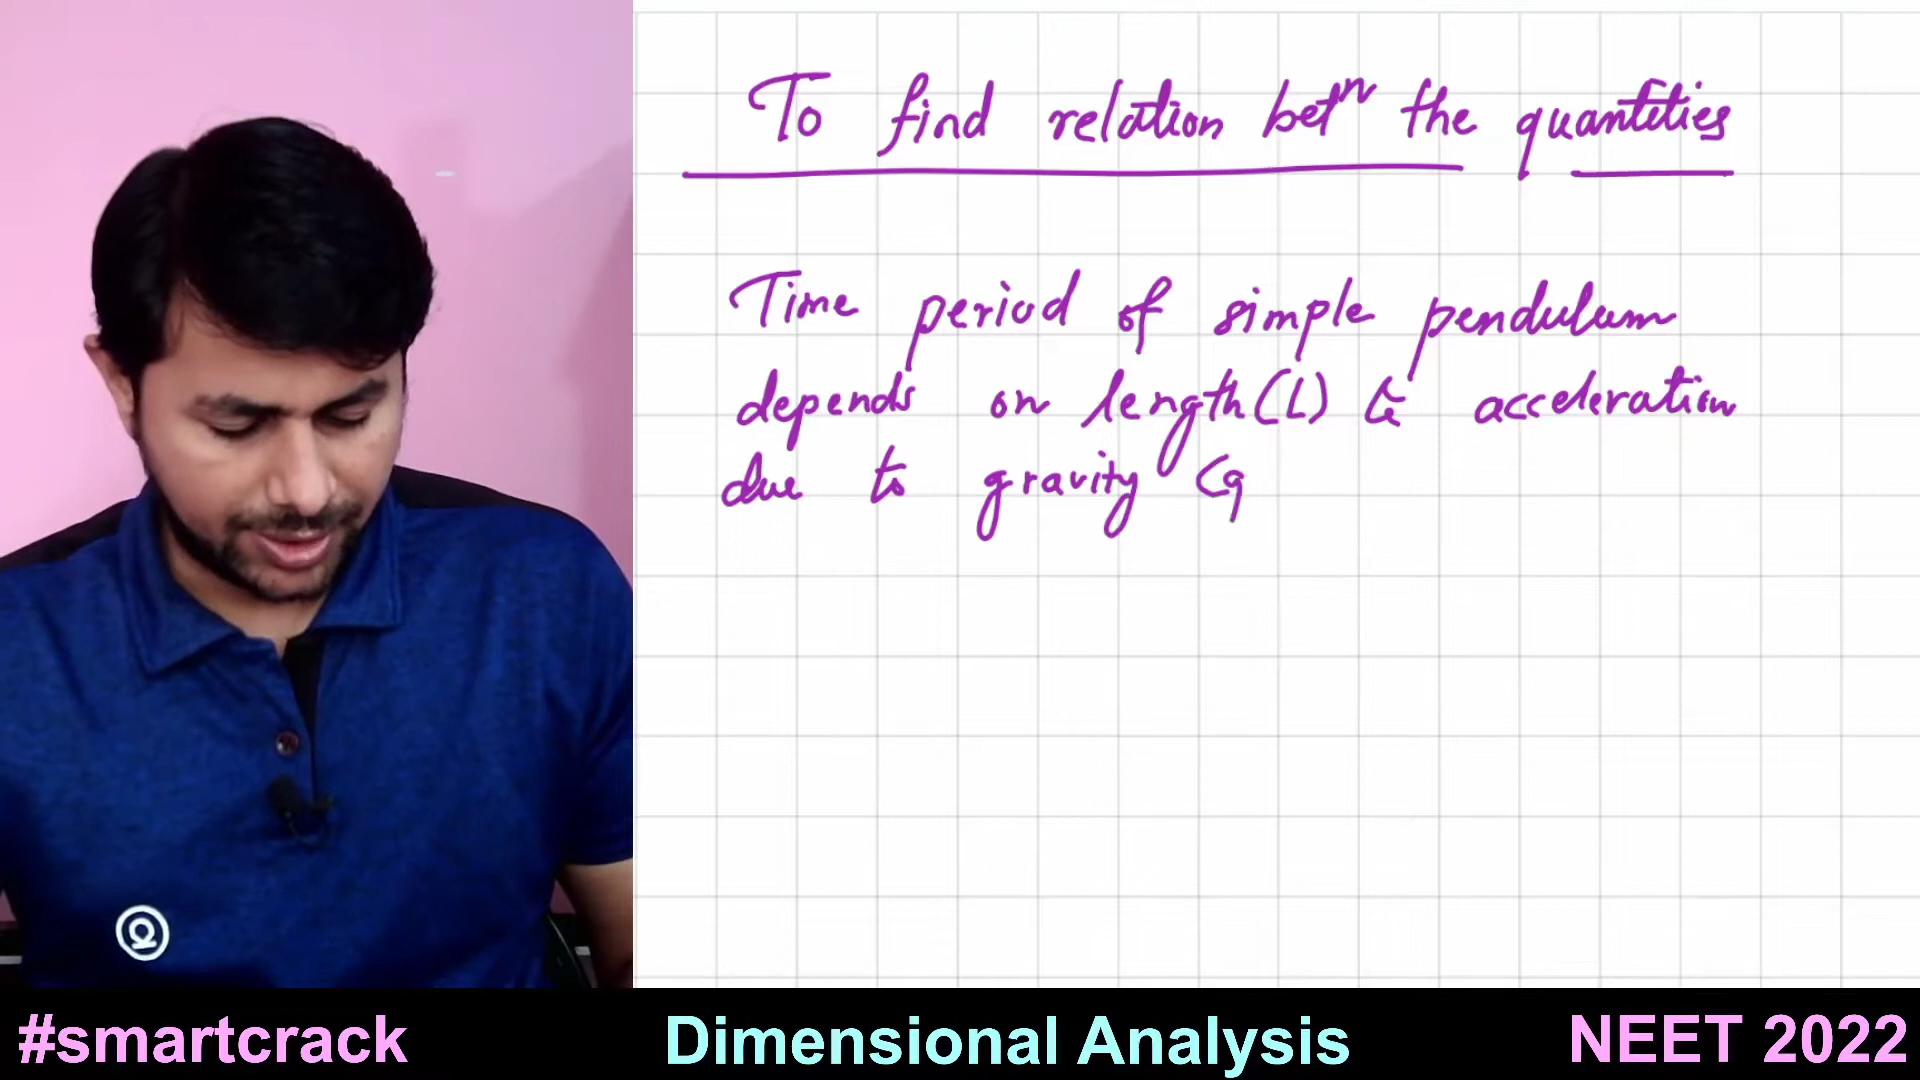 To find relation betⁿ the quantities
Time period of simple pendulum
depends on length (L) & acceleration
due to gravity (g
#smartcrack Dimensional Analysis NEET 2022